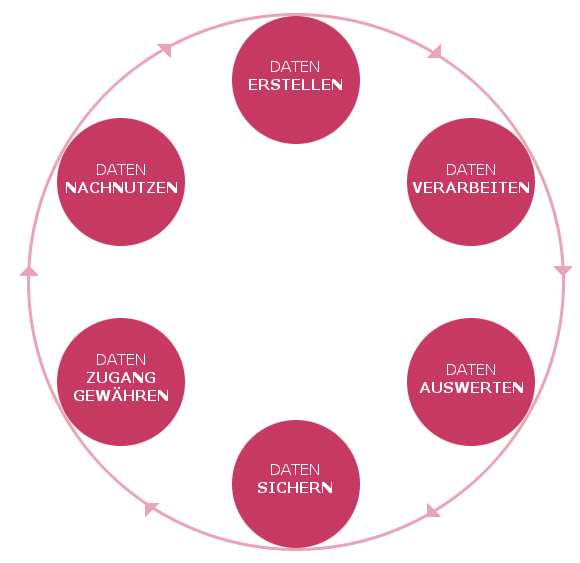 DATEN
ERSTELLEN
DATEN
VERARBEITEN
DATEN
AUSWERTEN
DATEN
SICHERN
DATEN
ZUGANG
GEWÄHREN
DATEN
NACHNUTZEN